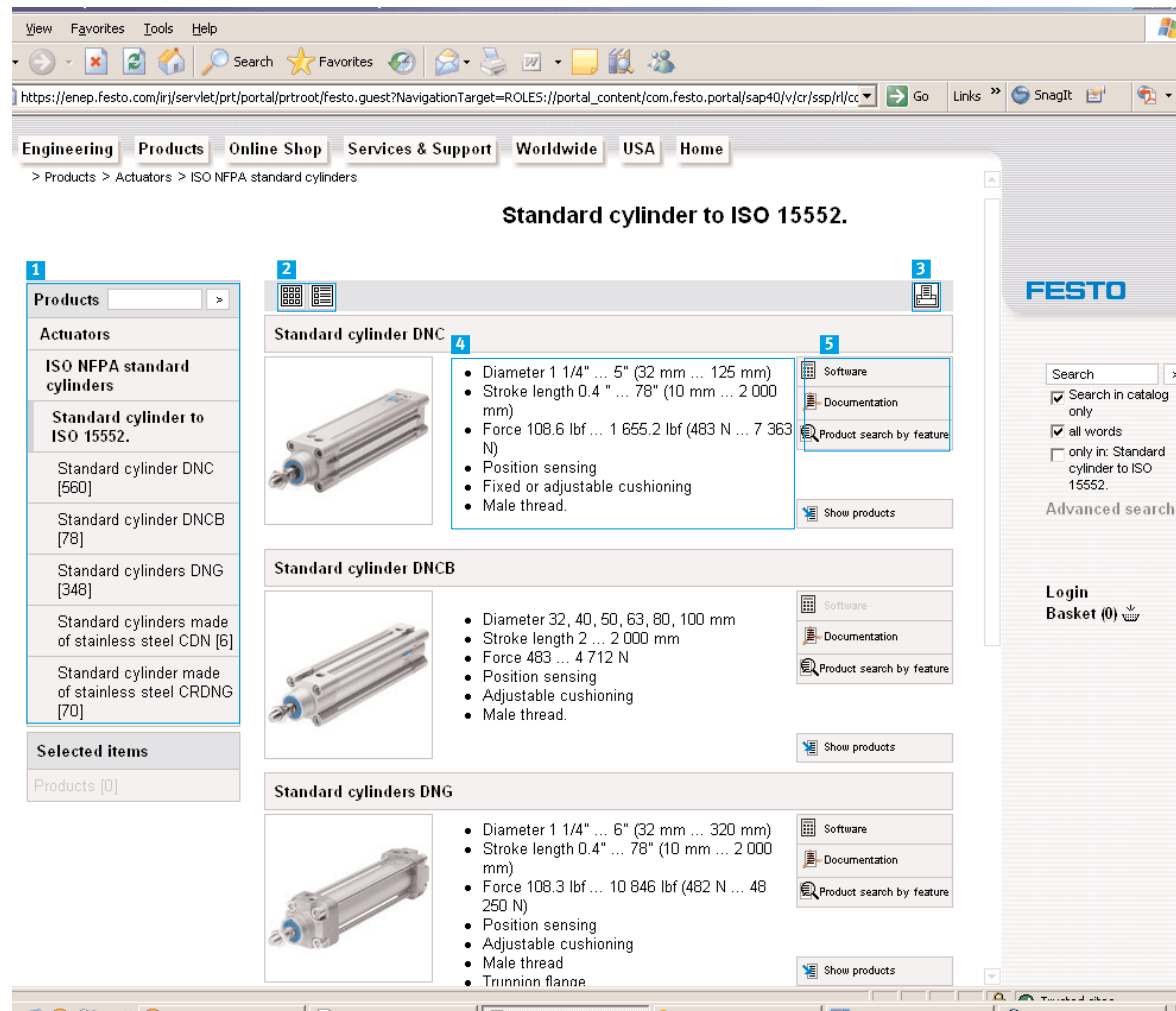 View Favorites Tools Help
Search Favorites
https://enep.festo.com/irj/servlet/prt/portal/prtroot/festo.guest?NavigationTarget=ROLES://portal_content/com.festo.portal/sap40/v/cr/ssp/rl/cc Go Links » SnagIt
Engineering Products Online Shop Services & Support Worldwide USA Home
> Products > Actuators > ISO NFPA standard cylinders
Standard cylinder to ISO 15552.
1 2 3
Products >
FESTO
Actuators
ISO NFPA standard
cylinders
Standard cylinder to
ISO 15552.
Standard cylinder DNC
[560]
Standard cylinder DNCB
[78]
Standard cylinders DNG
[348]
Standard cylinders made
of stainless steel CDN [6]
Standard cylinder made
of stainless steel CRDNG
[70]
Selected items
Products [0]
Standard cylinder DNC
4 5
• Diameter 1 1/4" ... 5" (32 mm ... 125 mm)
• Stroke length 0.4 " ... 78" (10 mm ... 2 000
mm)
• Force 108.6 lbf ... 1 655.2 lbf (483 N ... 7 363
N)
• Position sensing
• Fixed or adjustable cushioning
• Male thread.
Software
Documentation
Product search by feature
Show products
Standard cylinder DNCB
• Diameter 32, 40, 50, 63, 80, 100 mm
• Stroke length 2 ... 2 000 mm
• Force 483 ... 4 712 N
• Position sensing
• Adjustable cushioning
• Male thread.
Software
Documentation
Product search by feature
Show products
Standard cylinders DNG
• Diameter 1 1/4" ... 6" (32 mm ... 320 mm)
• Stroke length 0.4" ... 78" (10 mm ... 2 000
mm)
• Force 108.3 lbf ... 10 846 lbf (482 N ... 48
250 N)
• Position sensing
• Adjustable cushioning
• Male thread
• Trunnion flange
Software
Documentation
Product search by feature
Show products
Search >
Search in catalog
only
all words
only in: Standard
cylinder to ISO
15552.
Advanced search
Login
Basket (0)
Trusted sites